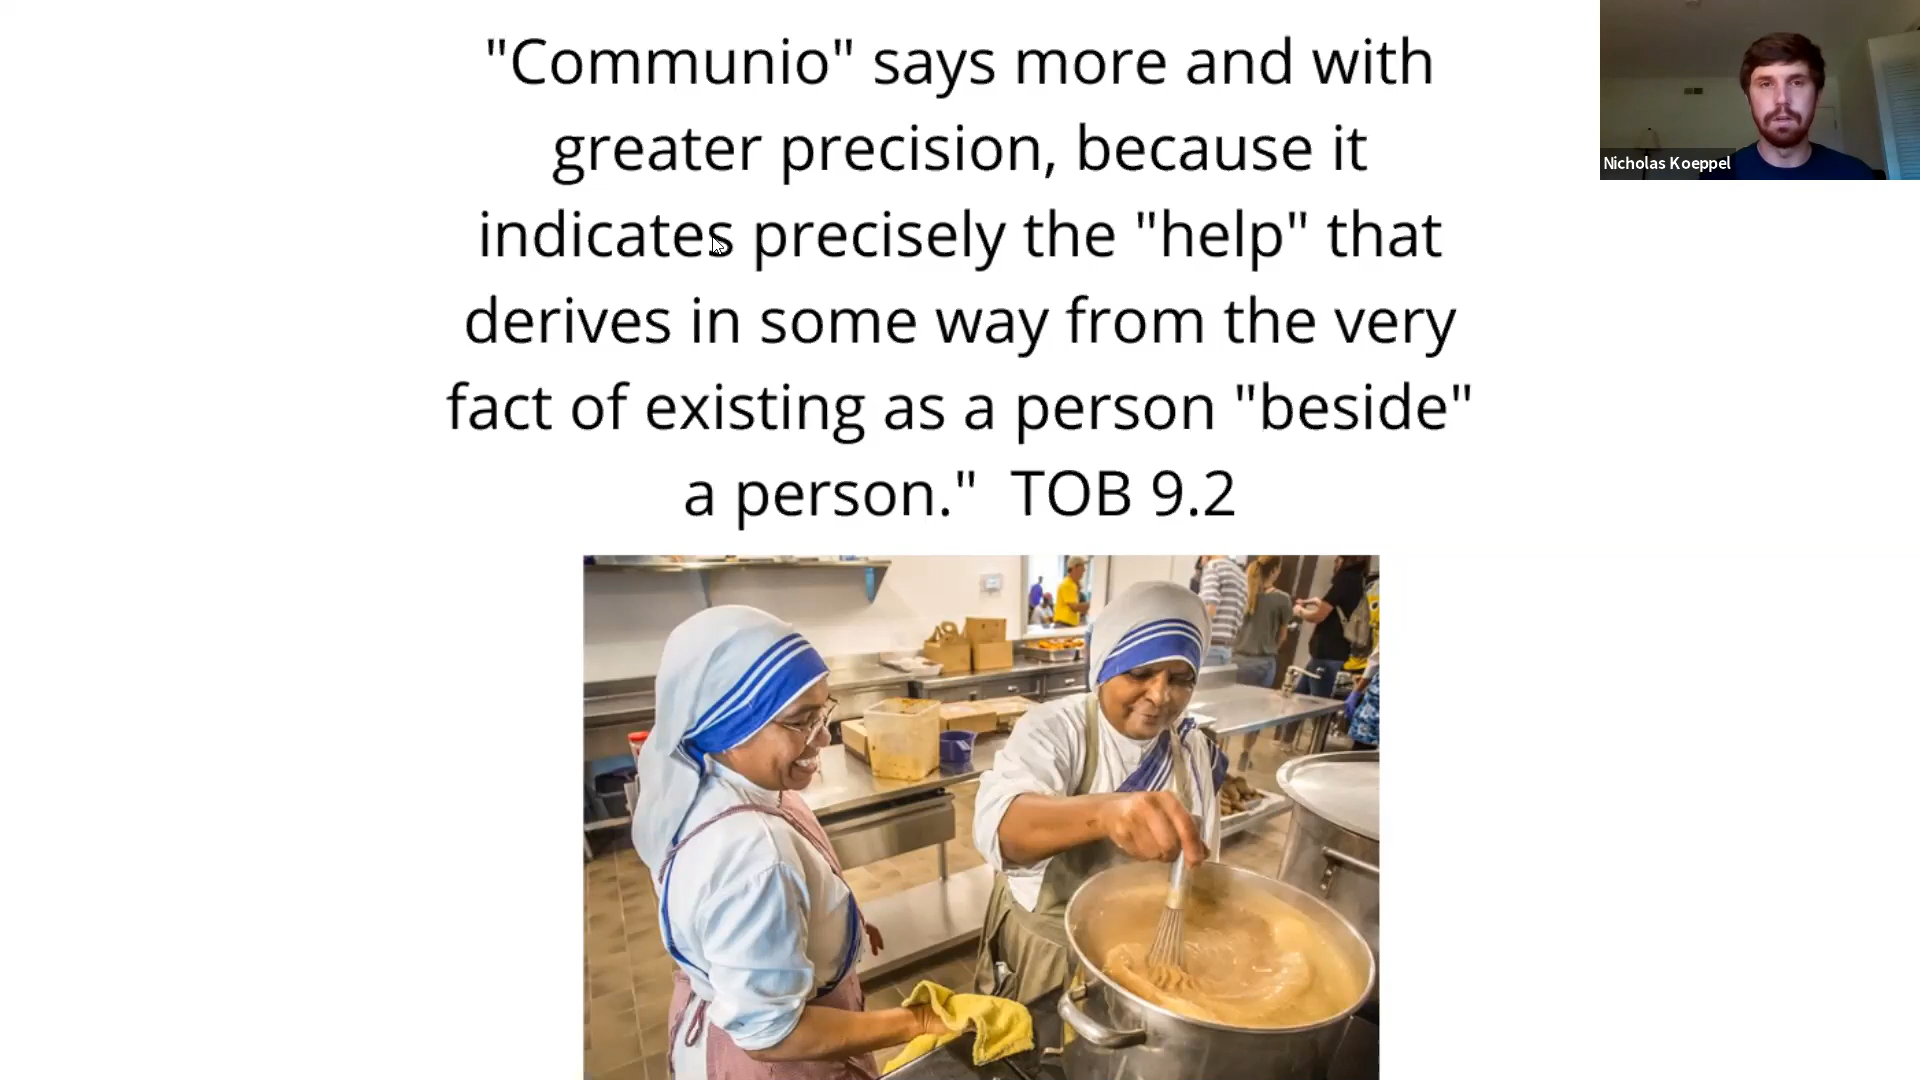 "Communio" says more and with
greater precision, because it
indicates precisely the "help" that
derives in some way from the very
fact of existing as a person "beside"
a person."  TOB 9.2
Nicholas Koeppel